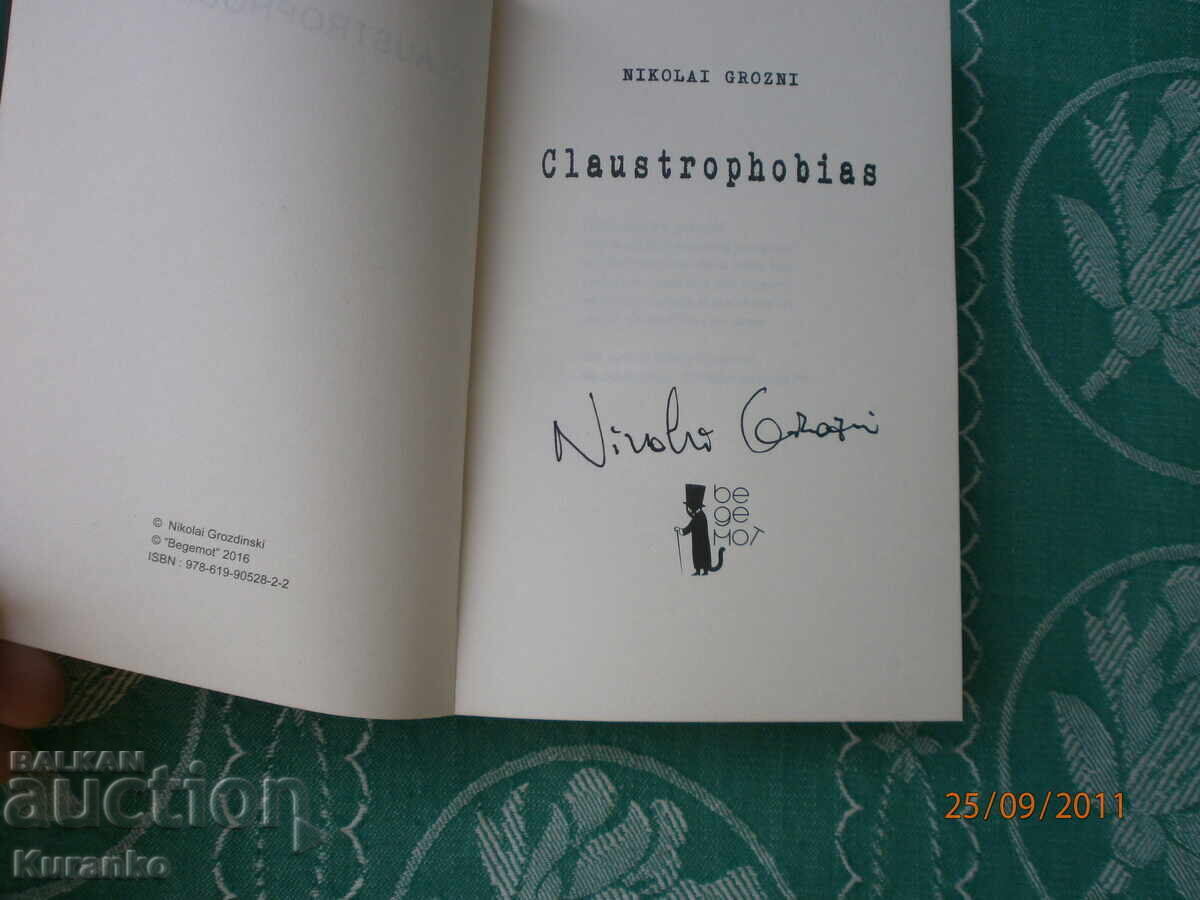 NIKOLAI GROZNI
Claustrophobias
Nikolai Grozni
be
ge
MOT
© Nikolai Grozdinski
© "Begemot" 2016
ISBN : 978-619-90528-2-2
BALKAN
auction
Kuranko
25/09/2011